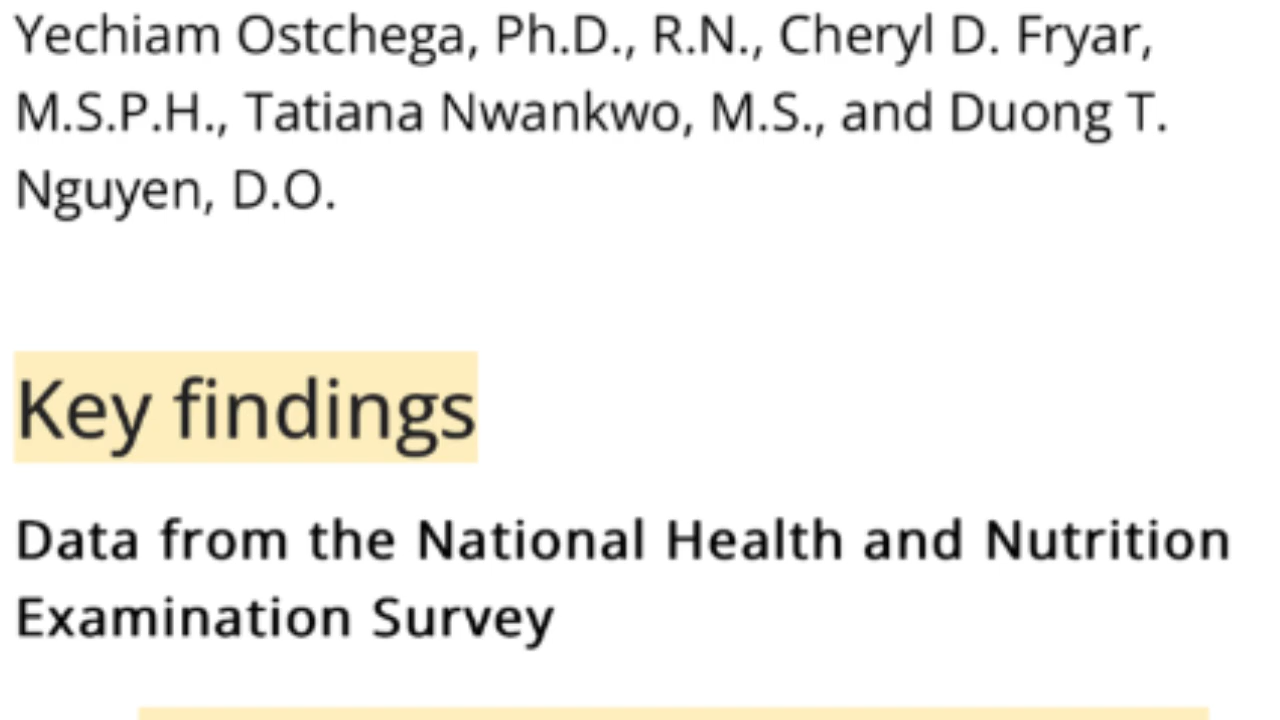 Yechiam Ostchega, Ph.D., R.N., Cheryl D. Fryar,
M.S.P.H., Tatiana Nwankwo, M.S., and Duong T.
Nguyen, D.O.
Key findings
Data from the National Health and Nutrition
Examination Survey